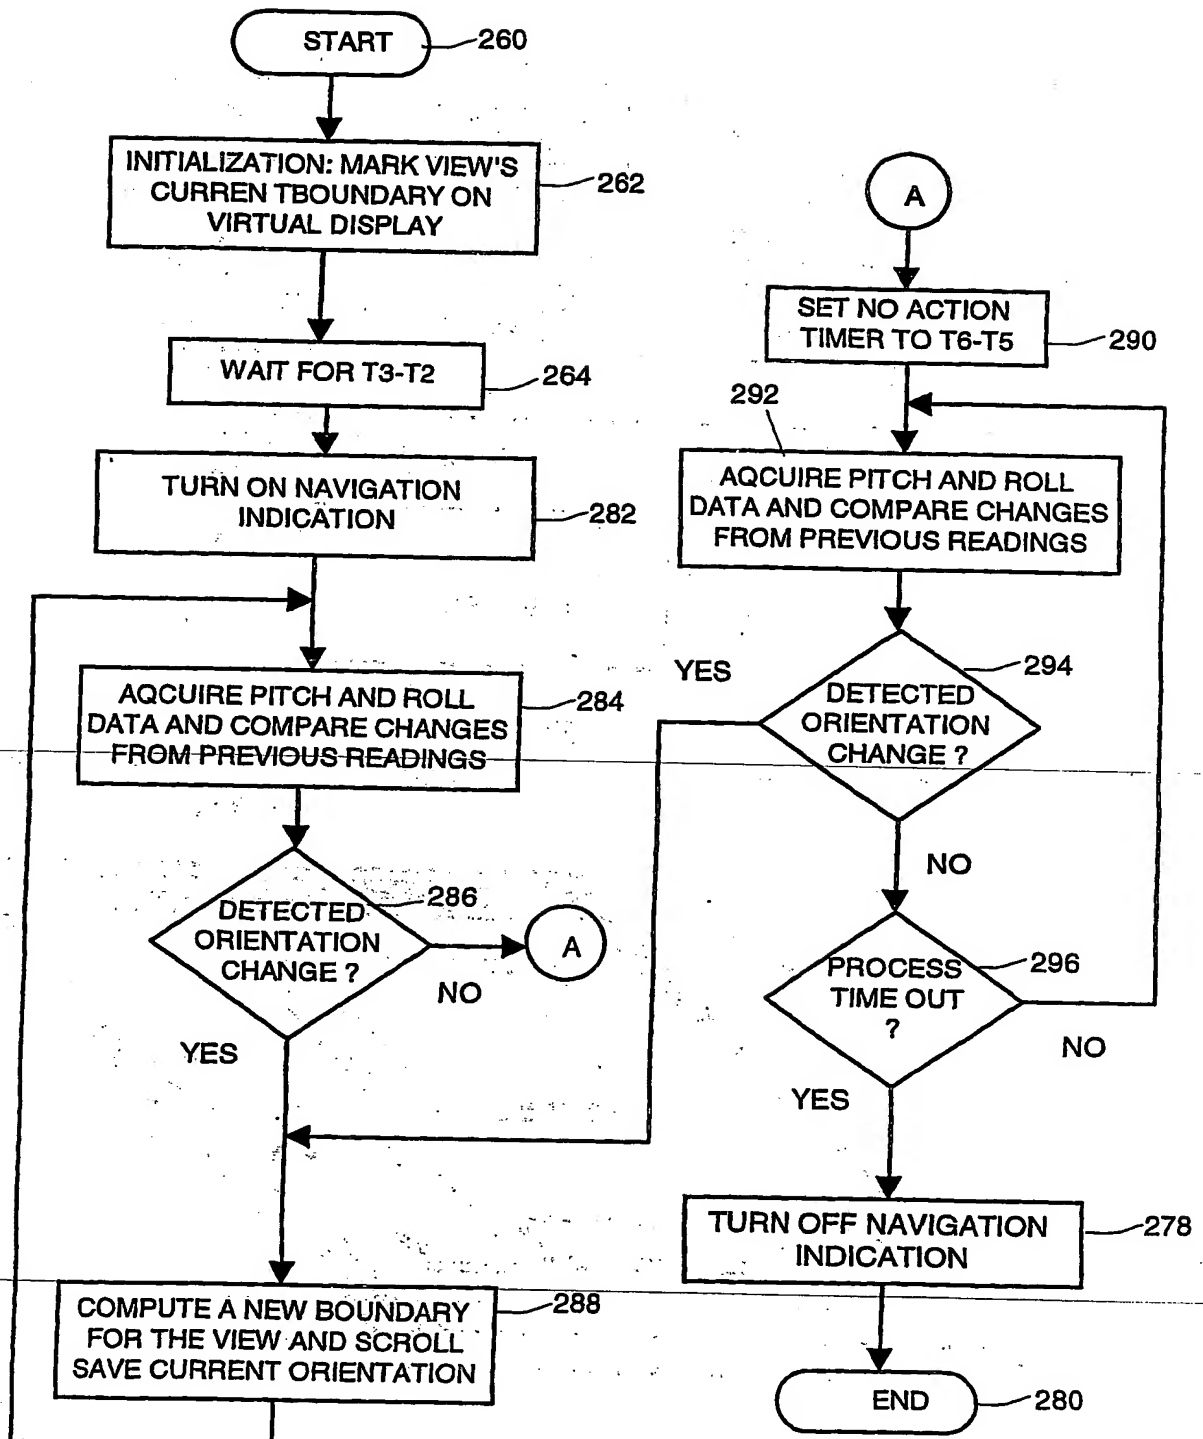 START
260
INITIALIZATION: MARK VIEW'S
CURREN TBOUNDARY ON
VIRTUAL DISPLAY
262
WAIT FOR T3-T2
264
TURN ON NAVIGATION
INDICATION
282
AQCUIRE PITCH AND ROLL
DATA AND COMPARE CHANGES
FROM PREVIOUS READINGS
284
DETECTED
ORIENTATION
CHANGE ?
286
NO
A
YES
COMPUTE A NEW BOUNDARY
FOR THE VIEW AND SCROLL
SAVE CURRENT ORIENTATION
288
A
SET NO ACTION
TIMER TO T6-T5
290
292
AQCUIRE PITCH AND ROLL
DATA AND COMPARE CHANGES
FROM PREVIOUS READINGS
YES
294
DETECTED
ORIENTATION
CHANGE ?
NO
PROCESS
TIME OUT
?
296
NO
YES
TURN OFF NAVIGATION
INDICATION
278
END
280